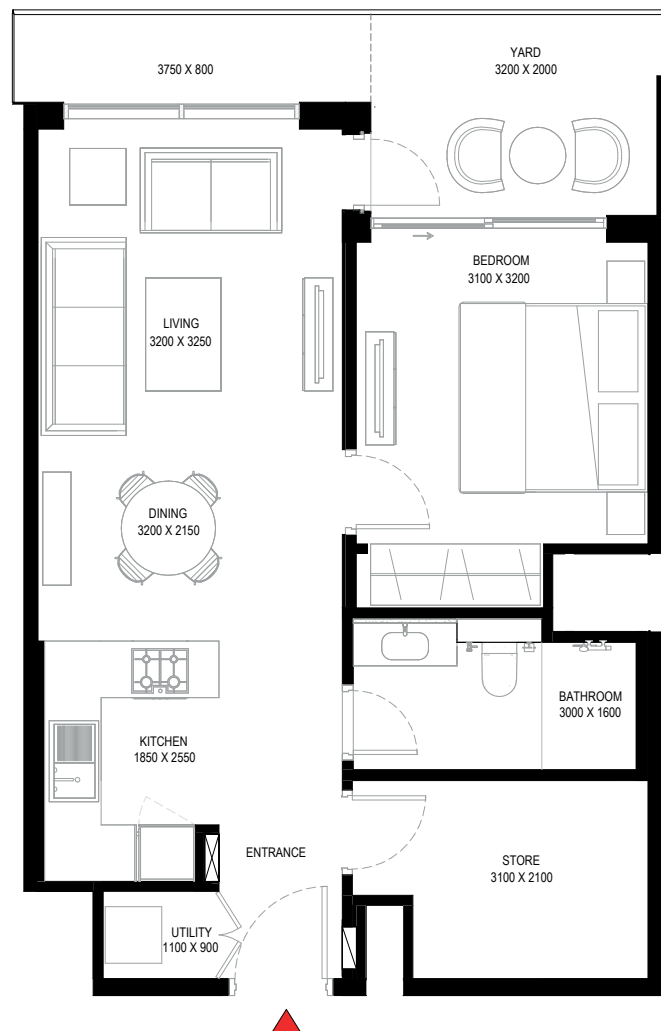 YARD
3200 X 2000
3750 X 800
BEDROOM
3100 X 3200
LIVING
3200 X 3250
DINING
3200 X 2150
BATHROOM
3000 X 1600
KITCHEN
1850 X 2550
ENTRANCE
STORE
3100 X 2100
UTILITY
1100 X 900